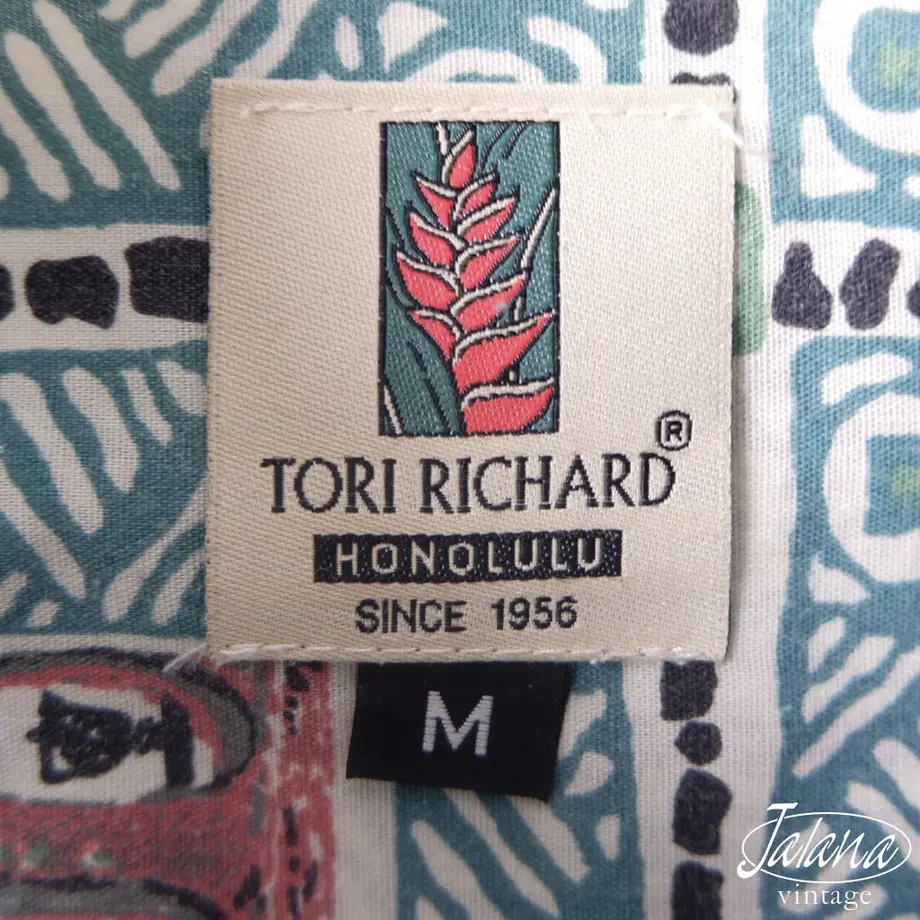 ®
TORI RICHARD
HONOLULU
SINCE 1956
M
Jalana
vintage